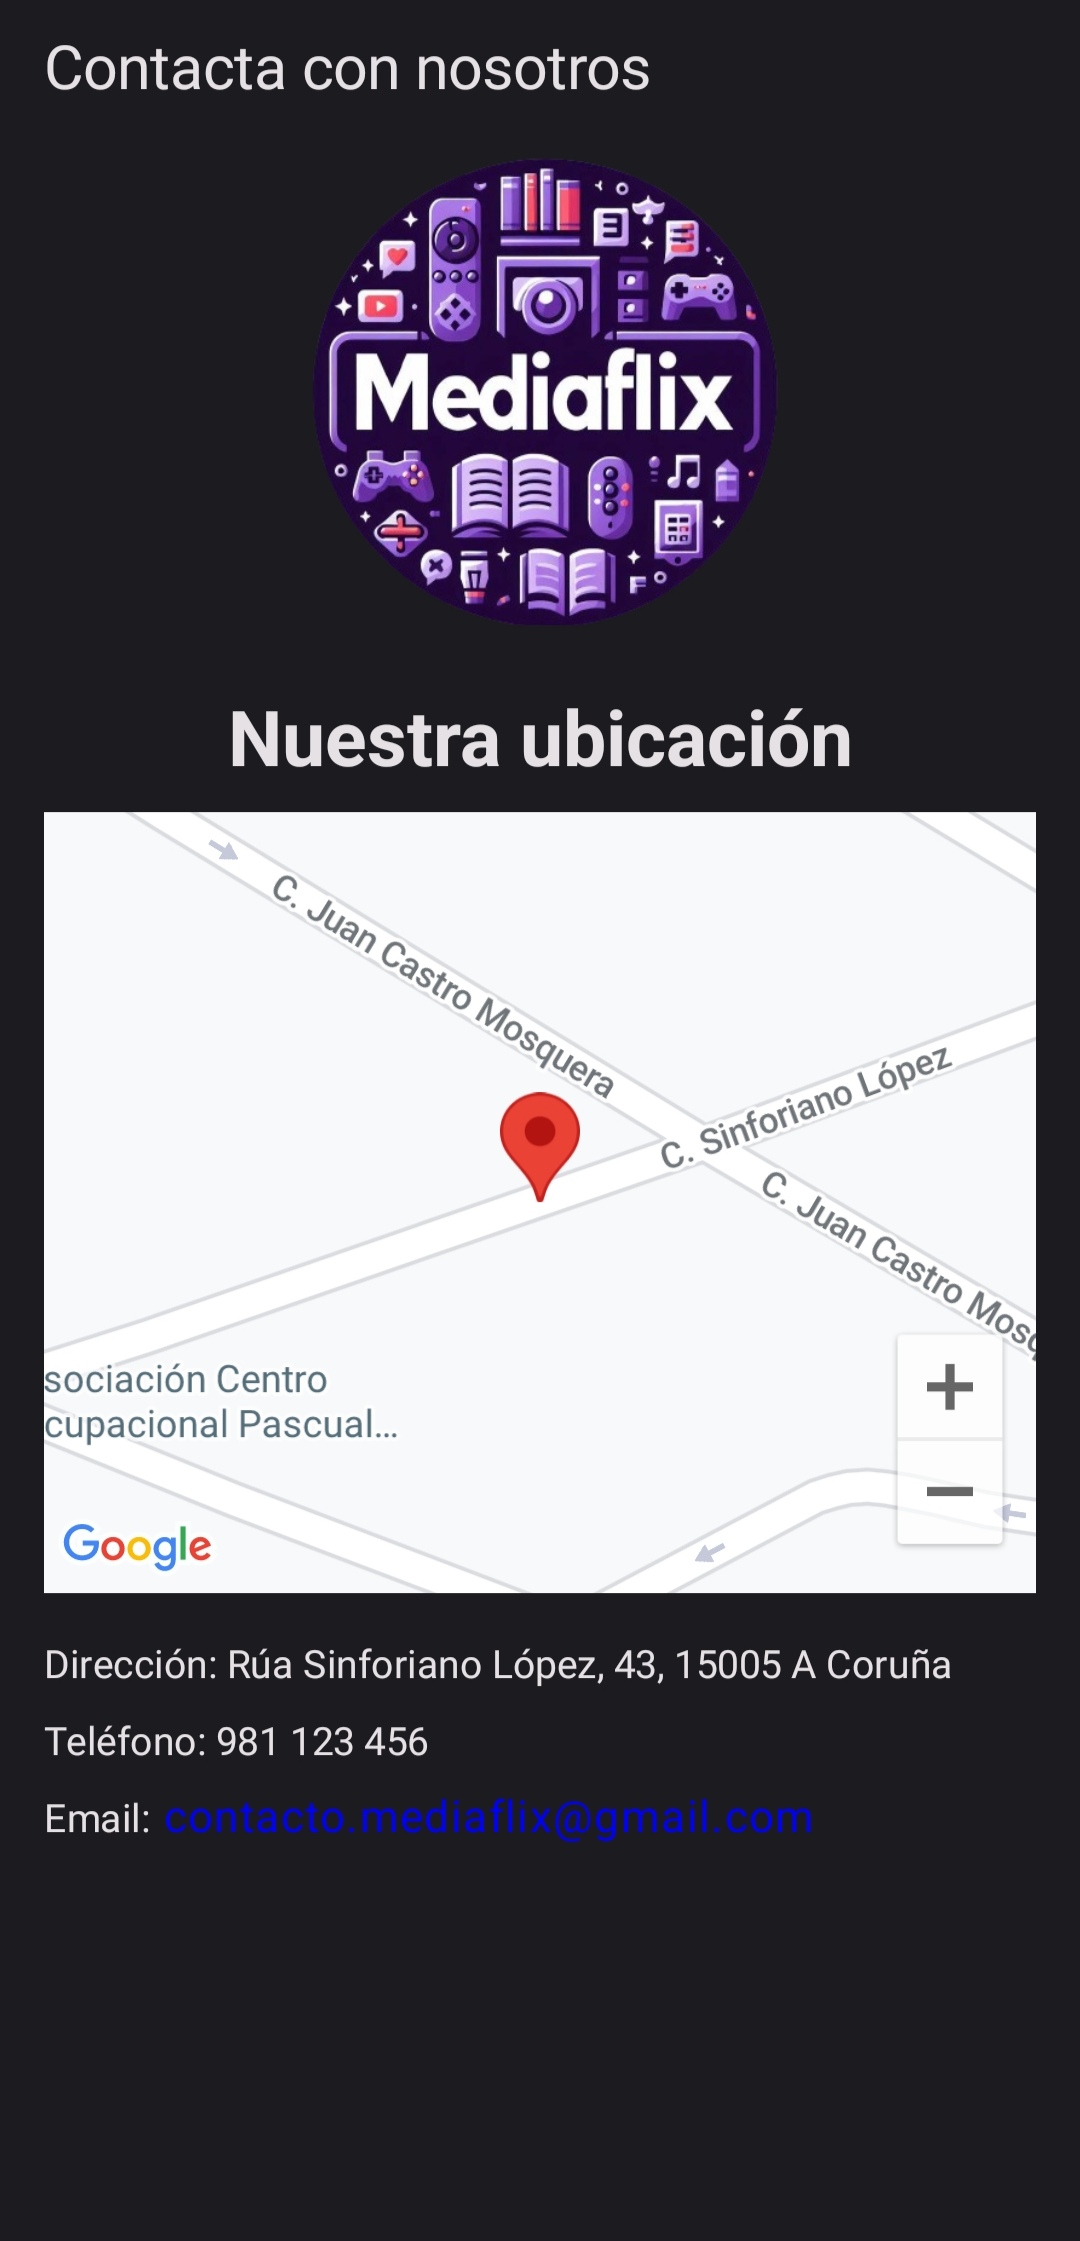 Contacta con nosotros
Mediaflix
Nuestra ubicación
C. Juan Castro Mosquera
C. Sinforiano López
C. Juan Castro Mosq
sociación Centro
cupacional Pascual...
Google
Dirección: Rúa Sinforiano López, 43, 15005 A Coruña
Teléfono: 981 123 456
Email: contacto.mediaflix@gmail.com